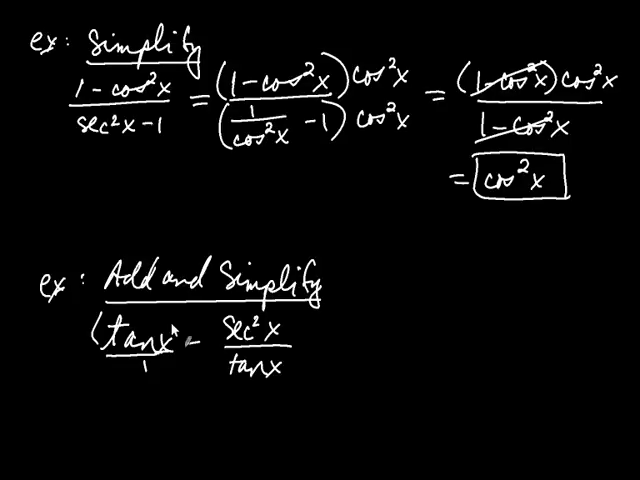 ex: Simplify
(1 - cos²x) / (sec²x - 1) = ((1 - cos²x) cos²x) / ((1/cos²x - 1) cos²x) = ((1 - cos²x) cos²x) / (1 - cos²x)
= cos²x
ex: Add and Simplify
(tanx/1 - sec²x/tanx